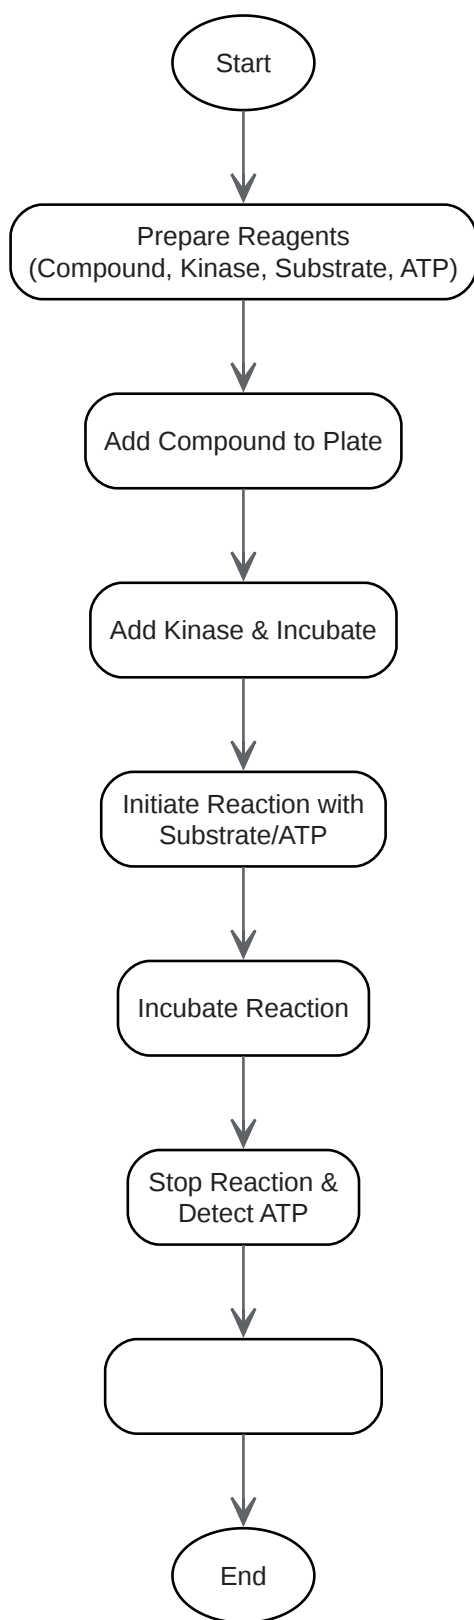 Start
Prepare Reagents
(Compound, Kinase, Substrate, ATP)
Add Compound to Plate
Add Kinase & Incubate
Initiate Reaction with
Substrate/ATP
Incubate Reaction
Stop Reaction &
Detect ATP
End